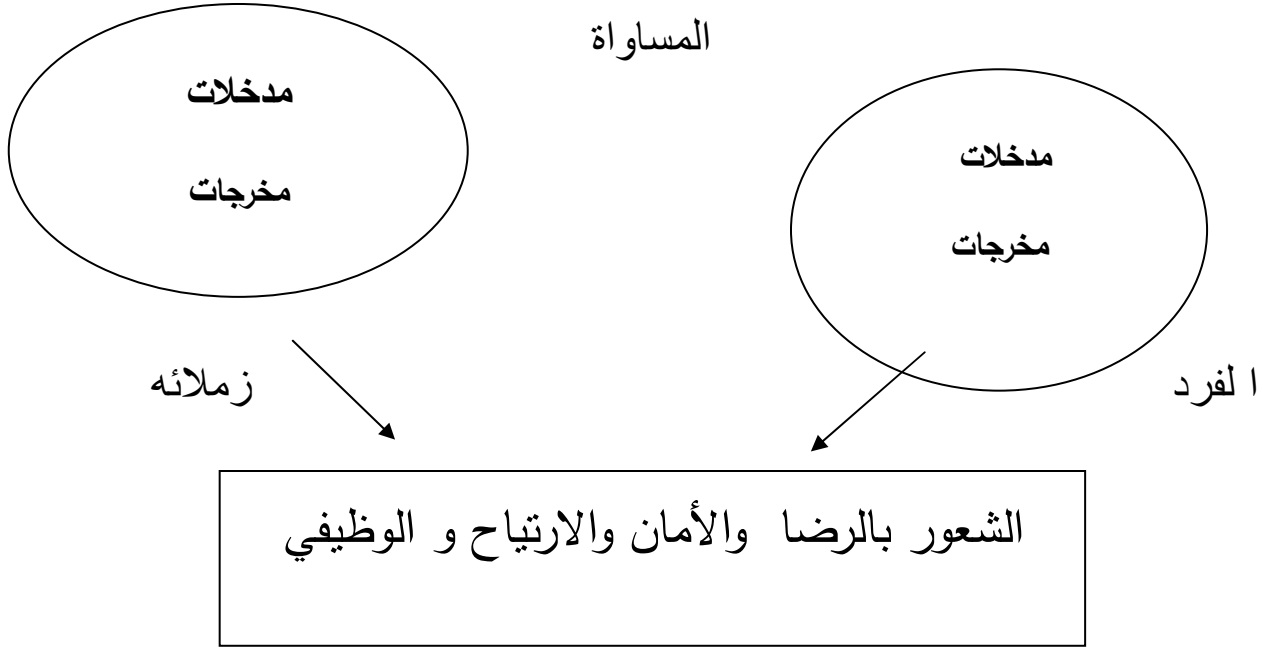 المساواة
مدخلات
مخرجات
مدخلات
مخرجات
ا لفرد
زملائه
الشعور بالرضا والأمان والارتياح و الوظيفي